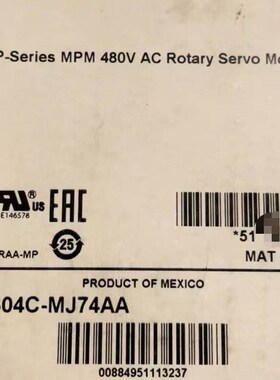 P-Series MPM 480V AC Rotary Servo Mo
us
E146578
EAC
25
RAA-MP
*51
MAT
PRODUCT OF MEXICO
304C-MJ74AA
00884951113237